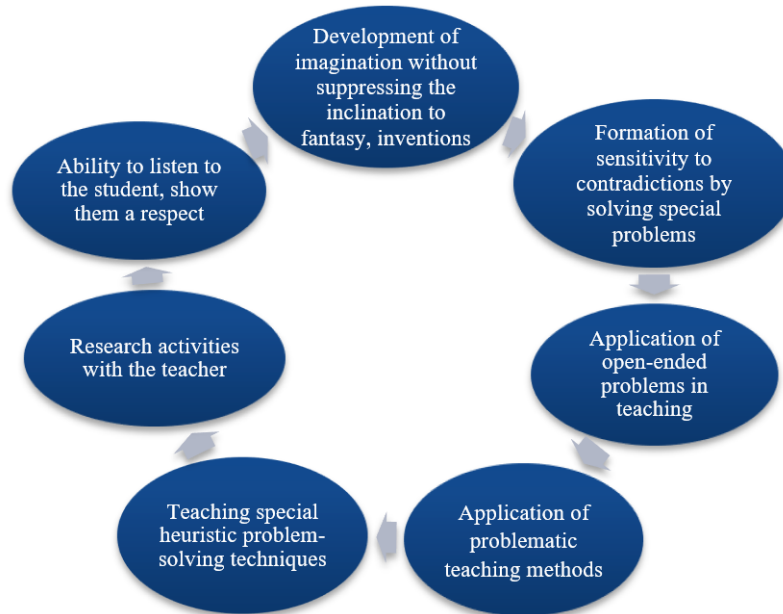 Development of
imagination without
suppressing the
inclination to
fantasy, inventions
Formation of
sensitivity to
contradictions by
solving special
problems
Application of
open-ended
problems in
teaching
Application of
problematic
teaching methods
Teaching special
heuristic problem-
solving techniques
Research activities
with the teacher
Ability to listen to
the student, show
them a respect